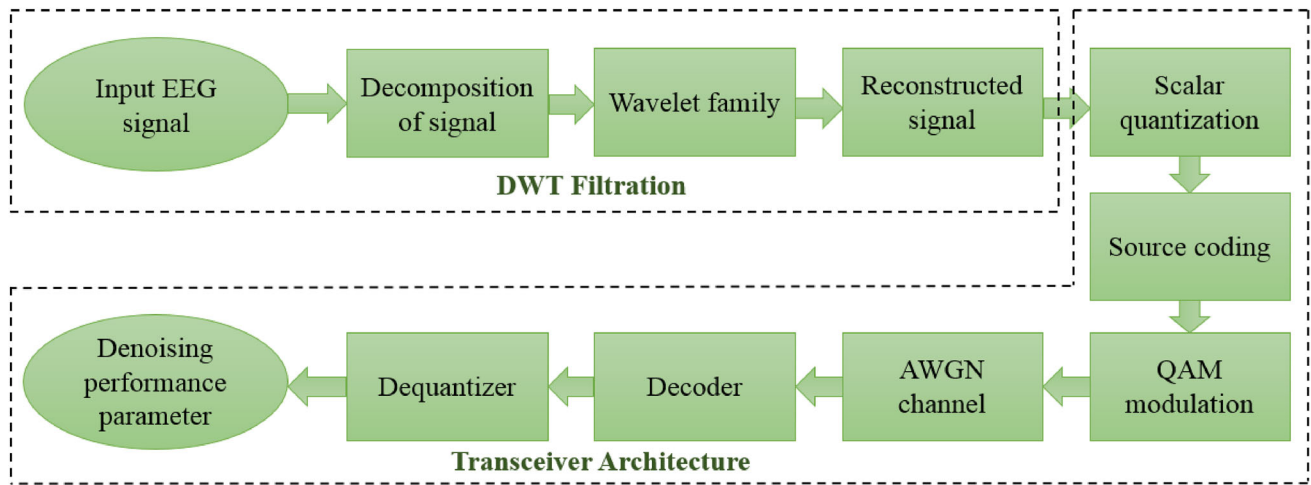 Input EEG
signal
Decomposition
of signal
Wavelet family
Reconstructed
signal
DWT Filtration
Scalar
quantization
Source coding
QAM
modulation
AWGN
channel
Decoder
Dequantizer
Denoising
performance
parameter
Transceiver Architecture